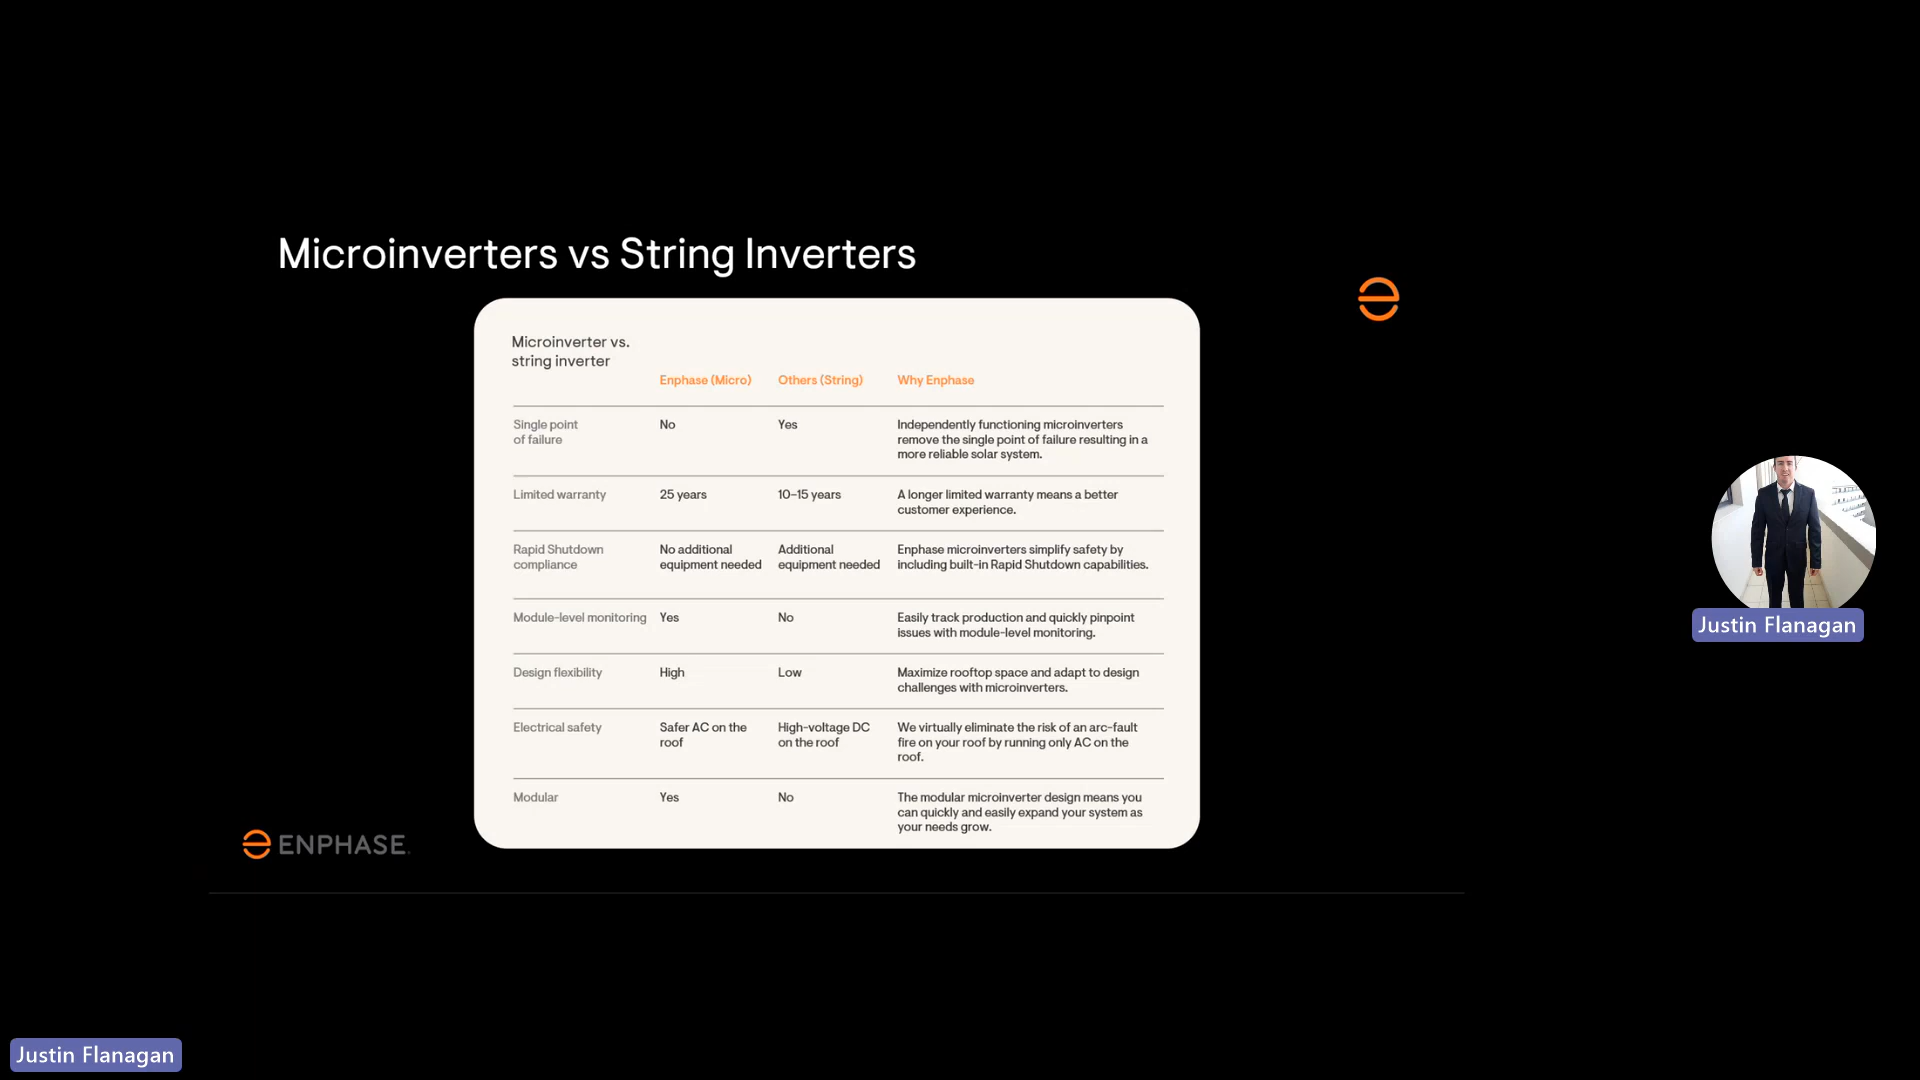 Microinverters vs String Inverters
Microinverter vs.
string inverter
Enphase (Micro) Others (String) Why Enphase
Single point
of failure
No
Yes
Independently functioning microinverters
remove the single point of failure resulting in a
more reliable solar system.
Limited warranty
25 years
10–15 years
A longer limited warranty means a better
customer experience.
Rapid Shutdown
compliance
No additional
equipment needed
Additional
equipment needed
Enphase microinverters simplify safety by
including built-in Rapid Shutdown capabilities.
Module-level monitoring
Yes
No
Easily track production and quickly pinpoint
issues with module-level monitoring.
Design flexibility
High
Low
Maximize rooftop space and adapt to design
challenges with microinverters.
Electrical safety
Safer AC on the
roof
High-voltage DC
on the roof
We virtually eliminate the risk of an arc-fault
fire on your roof by running only AC on the
roof.
Modular
Yes
No
The modular microinverter design means you
can quickly and easily expand your system as
your needs grow.
ENPHASE.
Justin Flanagan
Justin Flanagan